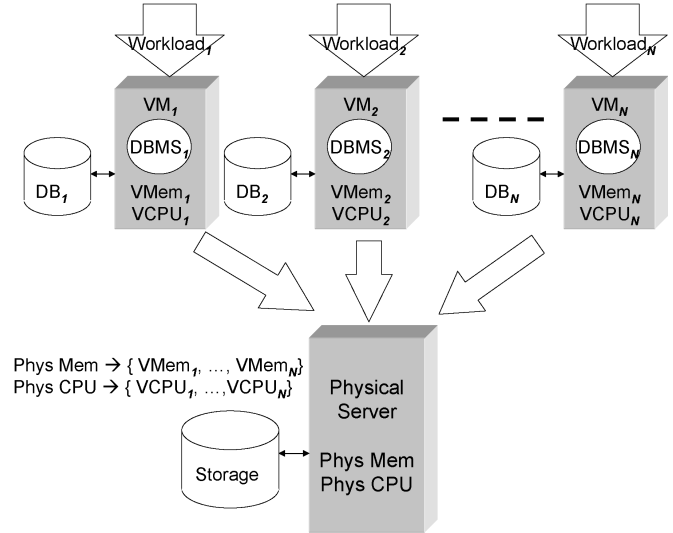 Workload1 Workload2 WorkloadN
VM1 VM2 VMN
DBMS1 DBMS2 DBMSN
DB1 DB2 DBN
VMem1 VMem2 VMemN
VCPU1 VCPU2 VCPUN
Phys Mem → { VMem1, …, VMemN}
Phys CPU → { VCPU1, …,VCPUN}
Physical
Server
Storage
Phys Mem
Phys CPU